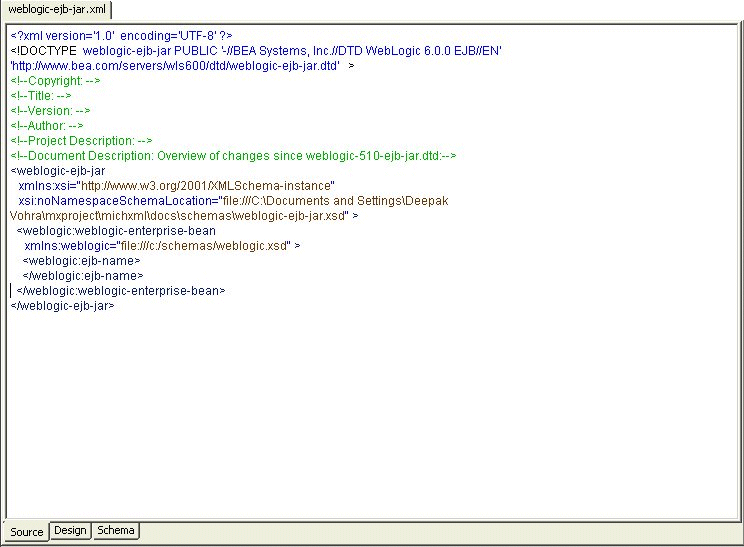 weblogic-ejb-jar.xml
<?xml version='1.0' encoding='UTF-8' ?>
<!DOCTYPE weblogic-ejb-jar PUBLIC '-//BEA Systems, Inc.//DTD WebLogic 6.0.0 EJB//EN'
'http://www.bea.com/servers/wls600/dtd/weblogic-ejb-jar.dtd' >
<!--Copyright: -->
<!--Title: -->
<!--Version: -->
<!--Author: -->
<!--Project Description: -->
<!--Document Description: Overview of changes since weblogic-510-ejb-jar.dtd:-->
<weblogic-ejb-jar
xmlns:xsi="http://www.w3.org/2001/XMLSchema-instance"
xsi:noNamespaceSchemaLocation="file:///C:\Documents and Settings\Deepak
Vohra\mxproject\michxml\docs\schemas\weblogic-ejb-jar.xsd" >
<weblogic:weblogic-enterprise-bean
xmlns:weblogic="file:///c:/schemas/weblogic.xsd" >
<weblogic:ejb-name>
</weblogic:ejb-name>
</weblogic:weblogic-enterprise-bean>
</weblogic-ejb-jar>
Source Design Schema